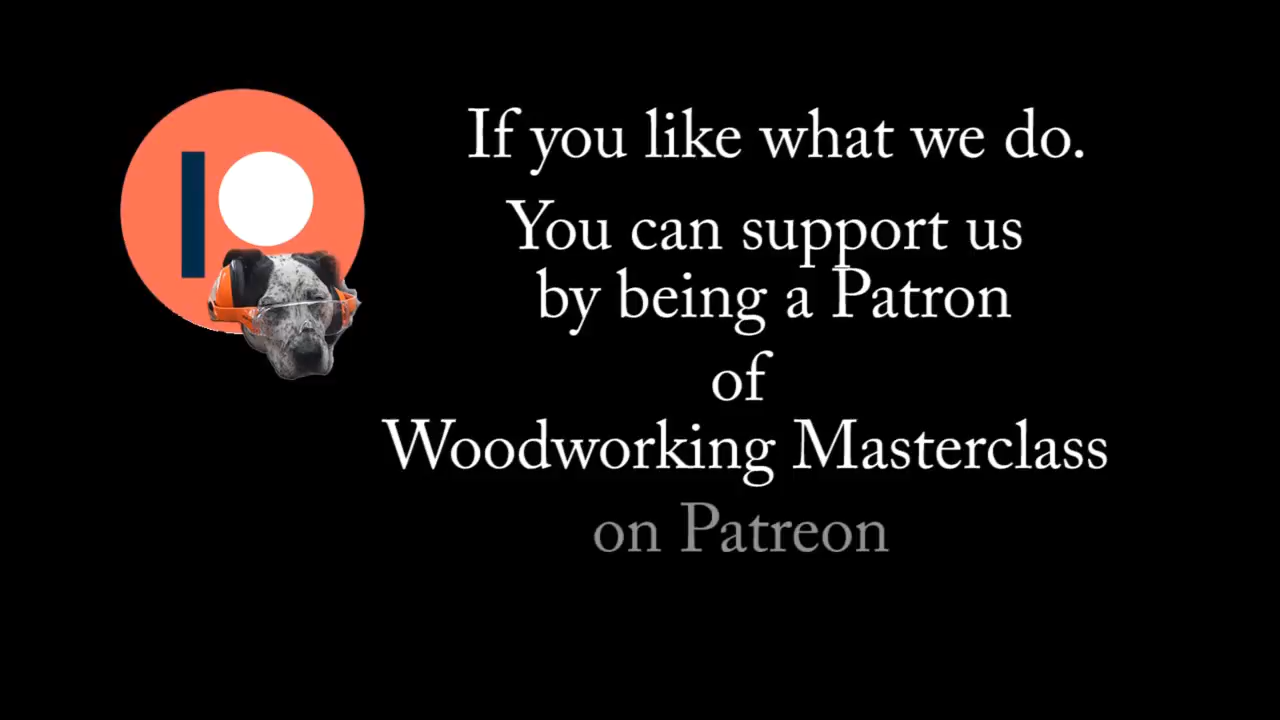 If you like what we do.
You can support us
by being a Patron
of
Woodworking Masterclass
on Patreon